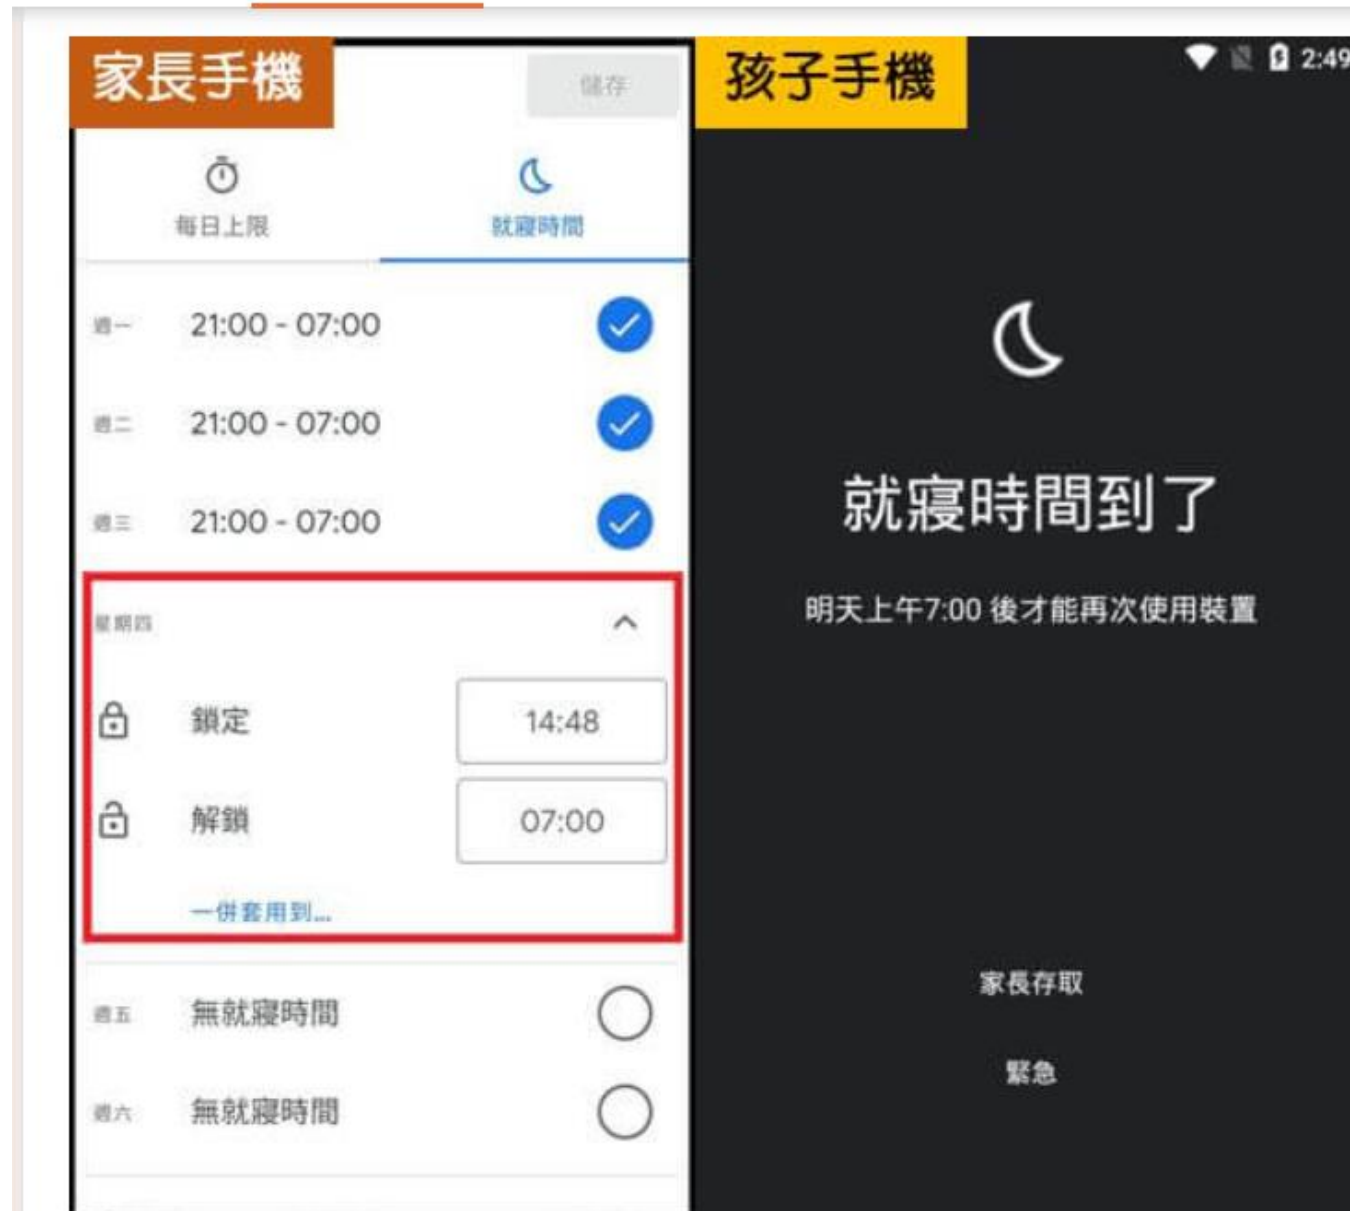 家長手機
儲存
每日上限
就寢時間
週一 21:00 - 07:00
週二 21:00 - 07:00
週三 21:00 - 07:00
星期四
鎖定 14:48
解鎖 07:00
一併套用到...
週五 無就寢時間
週六 無就寢時間
孩子手機
2:49
就寢時間到了
明天上午7:00 後才能再次使用裝置
家長存取
緊急